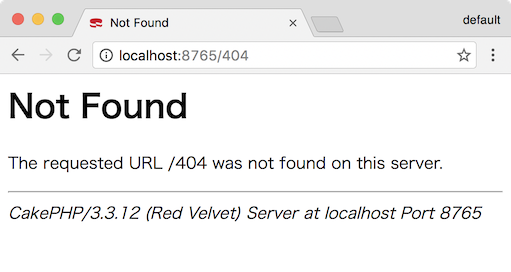 Not Found
default
localhost:8765/404
Not Found
The requested URL /404 was not found on this server.
CakePHP/3.3.12 (Red Velvet) Server at localhost Port 8765